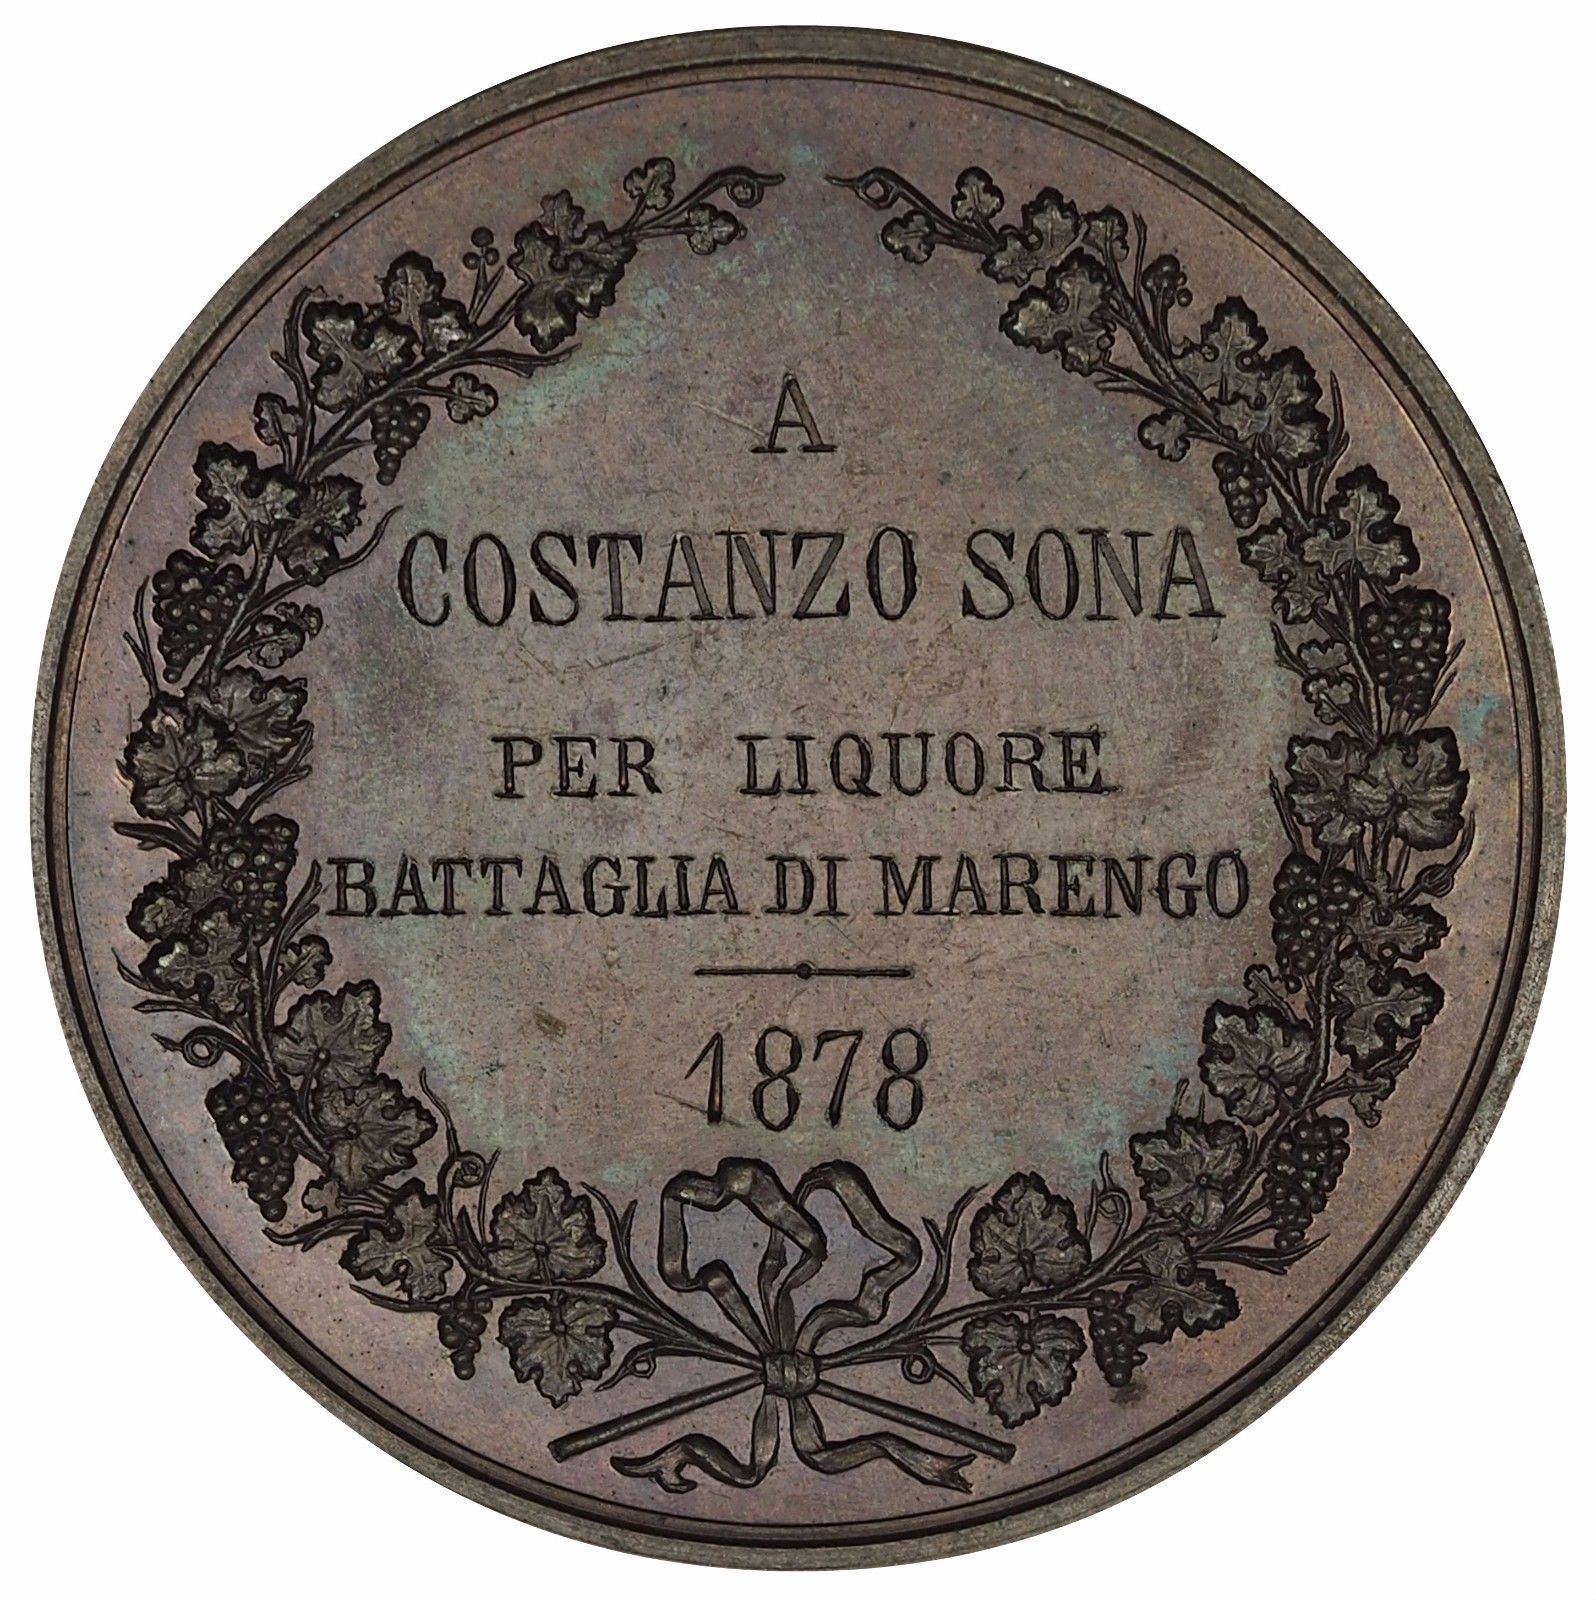 A
COSTANZO SONA
PER LIQUORE
BATTAGLIA DI MARENGO
1878